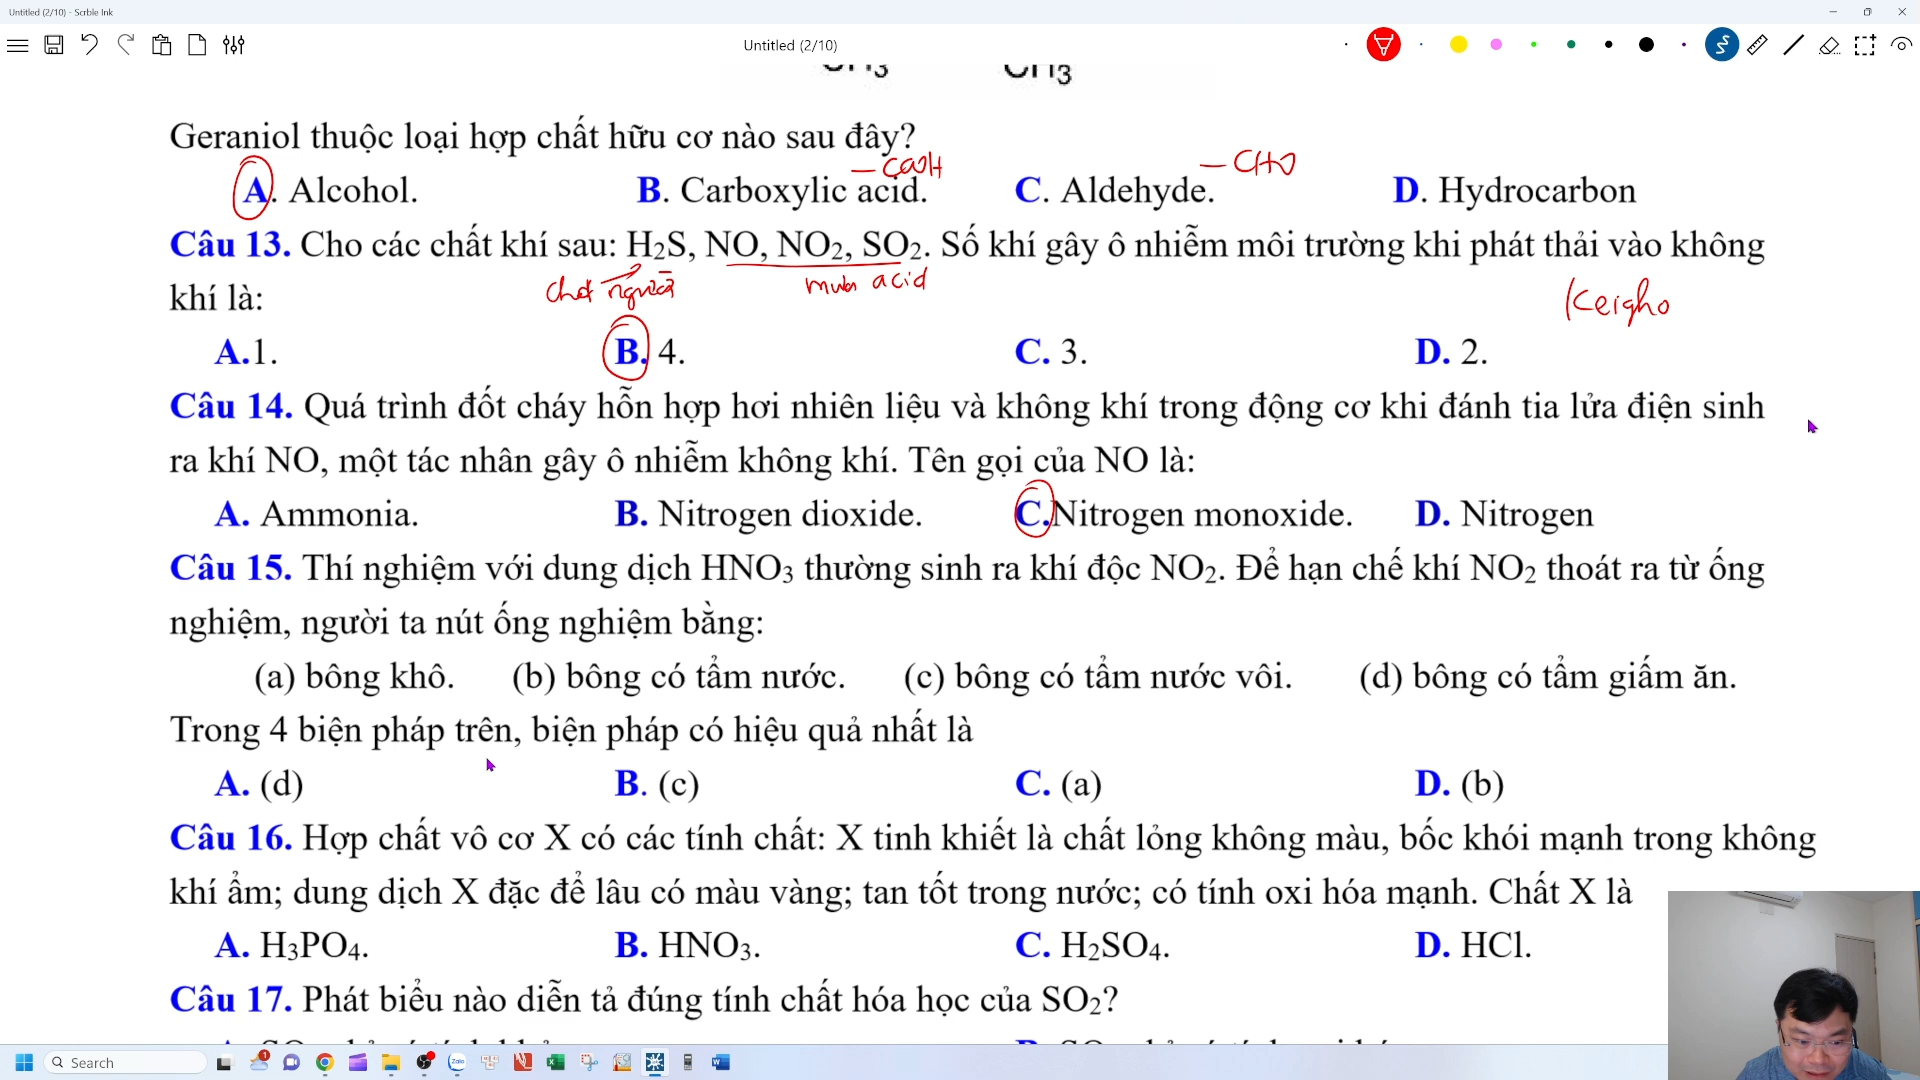 Untitled (2/10) - Scrble Ink
Untitled (2/10)
CH3 CH3
Geraniol thuộc loại hợp chất hữu cơ nào sau đây?
- COOH - CHO
A. Alcohol. B. Carboxylic acid. C. Aldehyde. D. Hydrocarbon
Câu 13. Cho các chất khí sau: H2S, NO, NO2, SO2. Số khí gây ô nhiễm môi trường khi phát thải vào không
mưa acid
khí là:
A.1. B. 4. C. 3. D. 2.
Câu 14. Quá trình đốt cháy hỗn hợp hơi nhiên liệu và không khí trong động cơ khi đánh tia lửa điện sinh
ra khí NO, một tác nhân gây ô nhiễm không khí. Tên gọi của NO là:
A. Ammonia. B. Nitrogen dioxide. C.Nitrogen monoxide. D. Nitrogen
Câu 15. Thí nghiệm với dung dịch HNO3 thường sinh ra khí độc NO2. Để hạn chế khí NO2 thoát ra từ ống
nghiệm, người ta nút ống nghiệm bằng:
(a) bông khô. (b) bông có tẩm nước. (c) bông có tẩm nước vôi. (d) bông có tẩm giấm ăn.
Trong 4 biện pháp trên, biện pháp có hiệu quả nhất là
A. (d) B. (c) C. (a) D. (b)
Câu 16. Hợp chất vô cơ X có các tính chất: X tinh khiết là chất lỏng không màu, bốc khói mạnh trong không
khí ẩm; dung dịch X đặc để lâu có màu vàng; tan tốt trong nước; có tính oxi hóa mạnh. Chất X là
A. H3PO4. B. HNO3. C. H2SO4. D. HCl.
Câu 17. Phát biểu nào diễn tả đúng tính chất hóa học của SO2?
Search